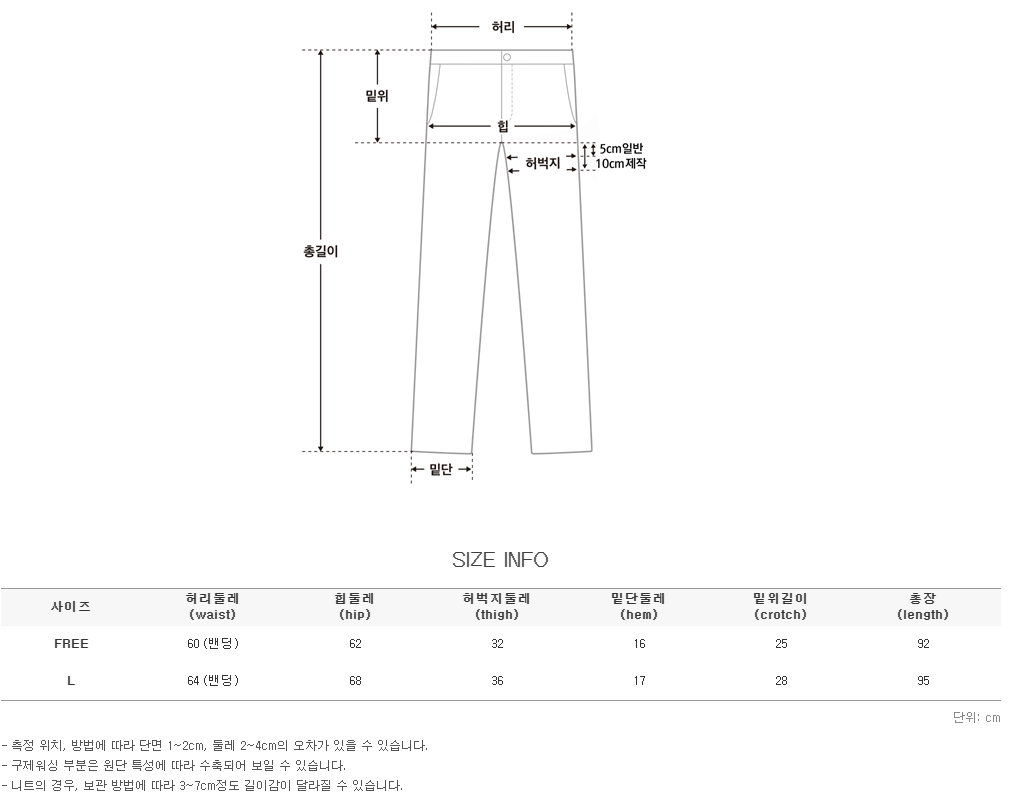 허리
밑위
힙
5cm일반
허벅지
10cm제작
총길이
밑단
SIZE INFO
사이즈 허리둘레 (waist) 힙둘레 (hip) 허벅지둘레 (thigh) 밑단둘레 (hem) 밑위길이 (crotch) 총장 (length)
FREE 60 (밴딩) 62 32 16 25 92
L 64 (밴딩) 68 36 17 28 95
단위: cm
- 측정 위치, 방법에 따라 단면 1~2cm, 둘레 2~4cm의 오차가 있을 수 있습니다.
- 구제워싱 부분은 원단 특성에 따라 수축되어 보일 수 있습니다.
- 니트의 경우, 보관 방법에 따라 3~7cm정도 길이감이 달라질 수 있습니다.